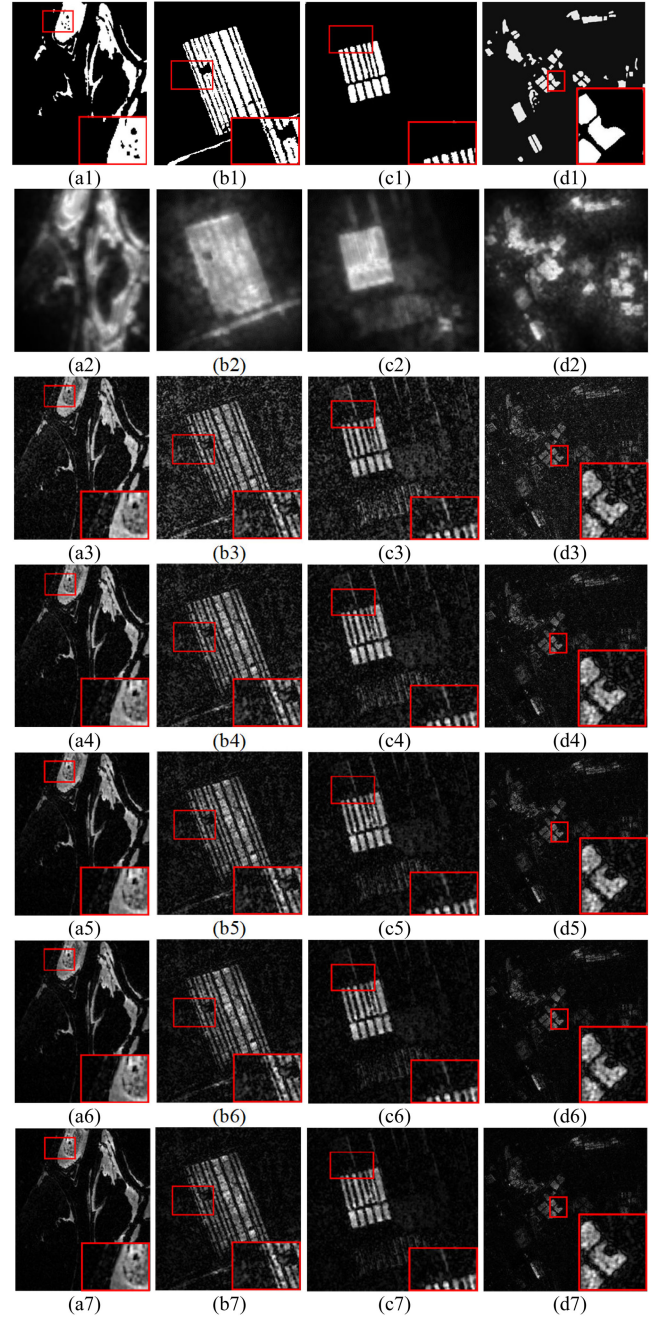 (a1) (b1) (c1) (d1)
(a2) (b2) (c2) (d2)
(a3) (b3) (c3) (d3)
(a4) (b4) (c4) (d4)
(a5) (b5) (c5) (d5)
(a6) (b6) (c6) (d6)
(a7) (b7) (c7) (d7)